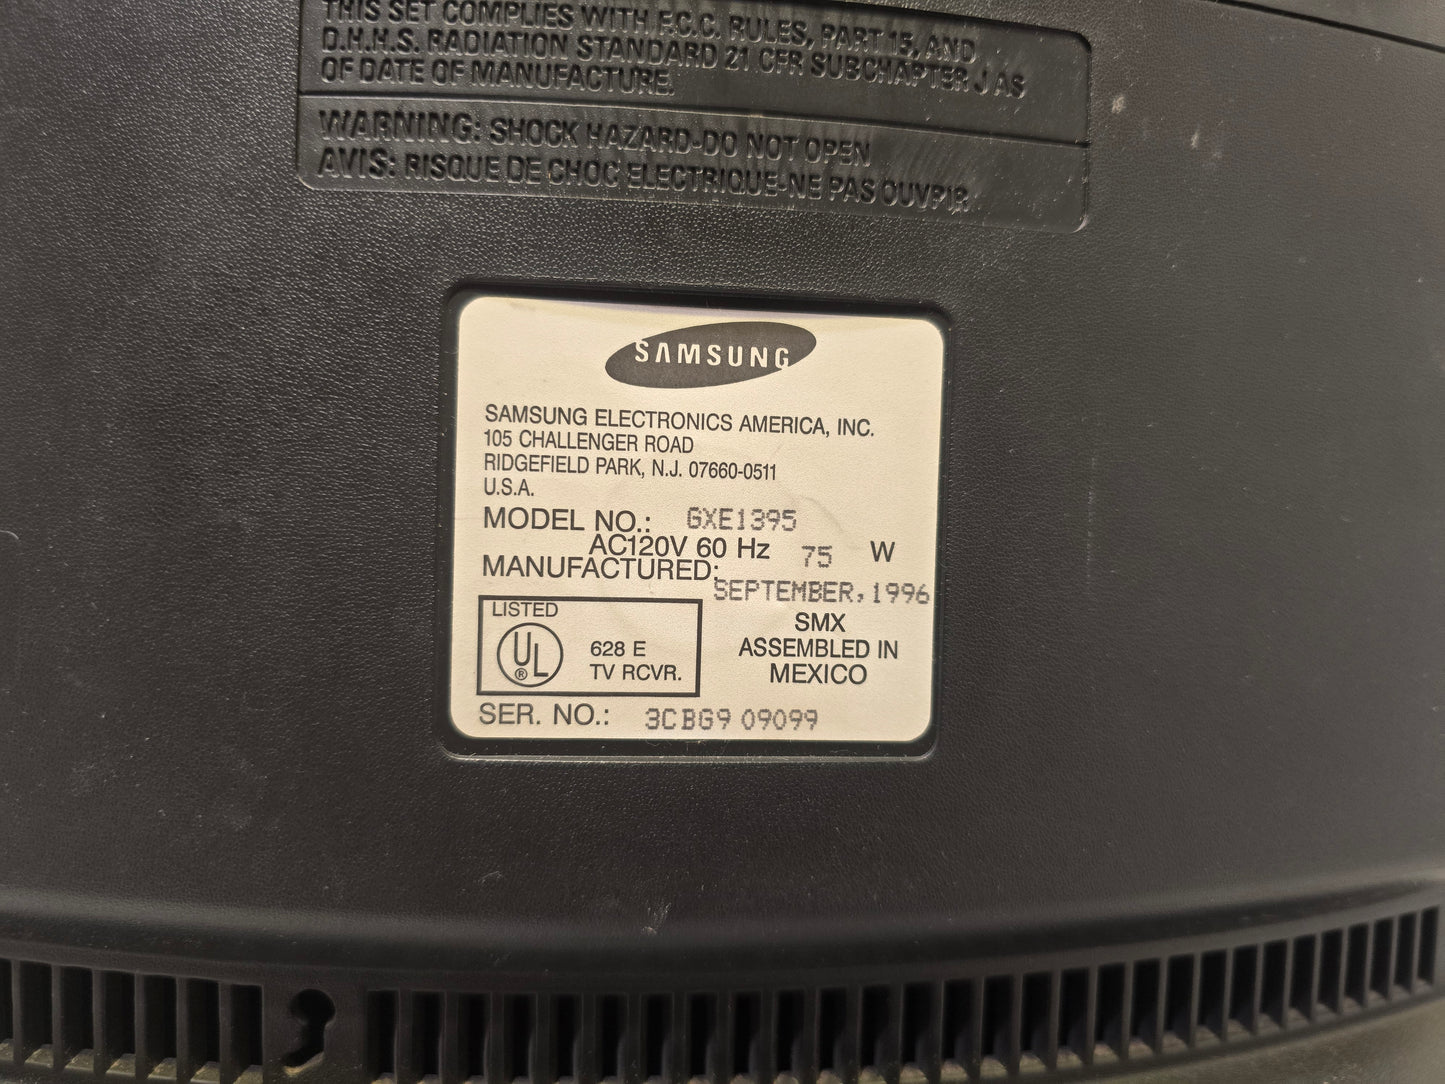 THIS SET COMPLIES WITH F.C.C. RULES, PART 15, AND
D.H.H.S. RADIATION STANDARD 21 CFR SUBCHAPTER J AS
OF DATE OF MANUFACTURE.
WARNING: SHOCK HAZARD-DO NOT OPEN
AVIS: RISQUE DE CHOC ELECTRIQUE-NE PAS OUVPIR
SAMSUNG
SAMSUNG ELECTRONICS AMERICA, INC.
105 CHALLENGER ROAD
RIDGEFIELD PARK, N.J. 07660-0511
U.S.A.
MODEL NO.: GXE1395
AC120V 60 Hz 75 W
MANUFACTURED: SEPTEMBER, 1996
LISTED
UL ®
628 E
TV RCVR.
SMX
ASSEMBLED IN
MEXICO
SER. NO.: 3CBG9 09099